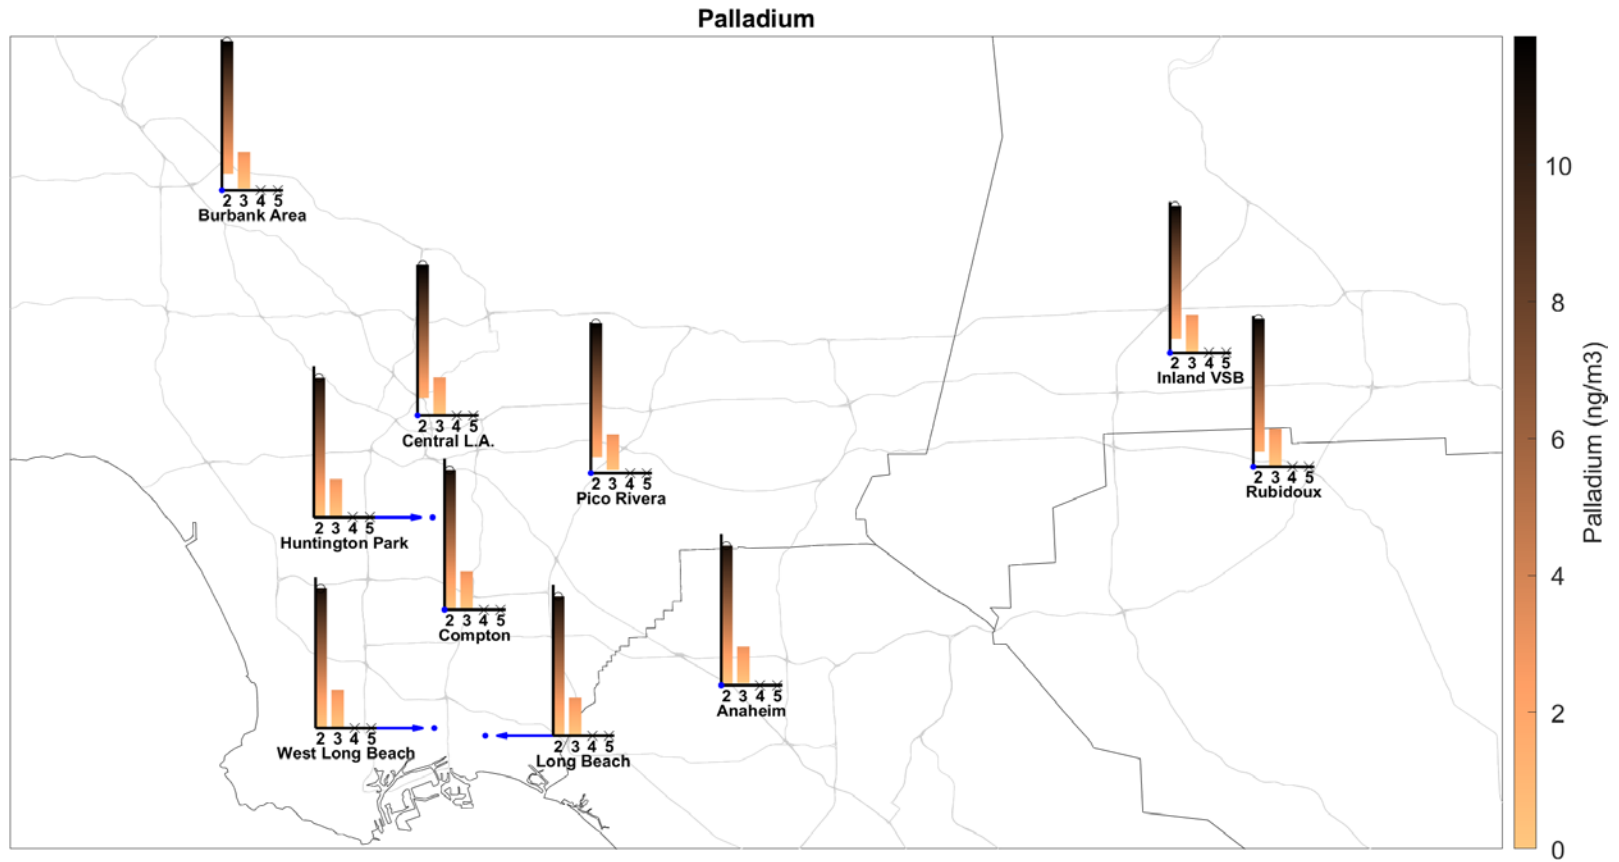 Palladium
2 3 4 5
Burbank Area
2 3 4 5
Central L.A.
2 3 4 5
Pico Rivera
2 3 4 5
Inland VSB
2 3 4 5
Rubidoux
2 3 4 5
Huntington Park
2 3 4 5
Compton
2 3 4 5
West Long Beach
2 3 4 5
Long Beach
2 3 4 5
Anaheim
10
8
6
4
2
0
Palladium (ng/m3)